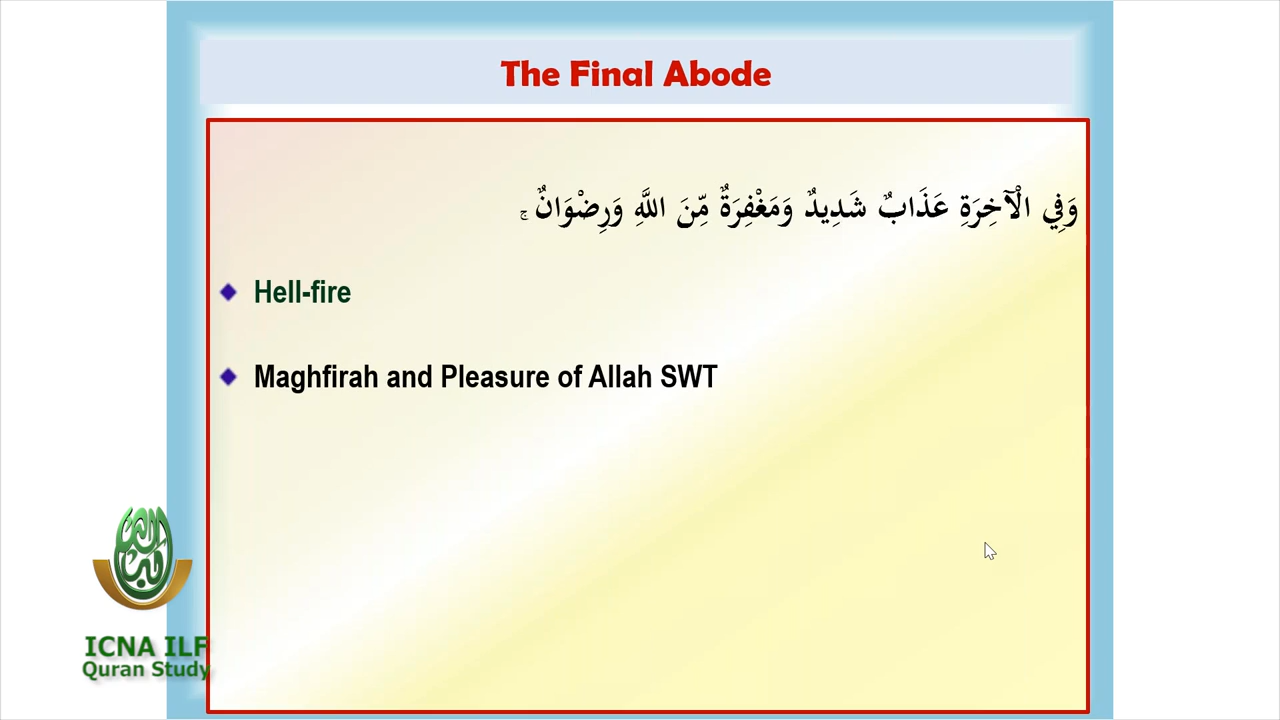 The Final Abode
وَفِي الْآخِرَةِ عَذَابٌ شَدِيدٌ وَمَغْفِرَةٌ مِّنَ اللَّهِ وَرِضْوَانٌ ۚ
Hell-fire
Maghfirah and Pleasure of Allah SWT
ICNA ILF
Quran Study